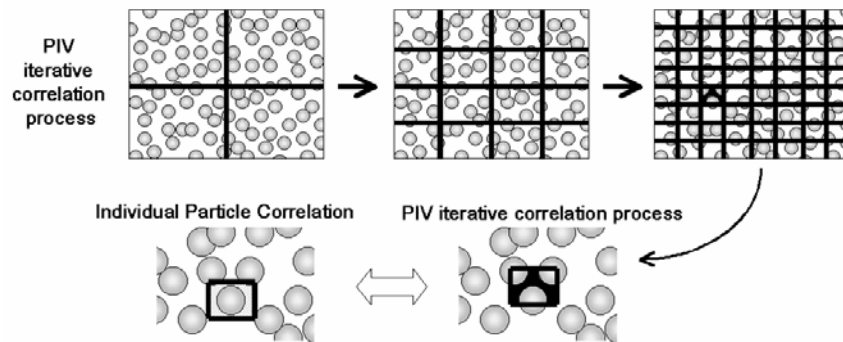 PIV
iterative
correlation
process
Individual Particle Correlation
PIV iterative correlation process